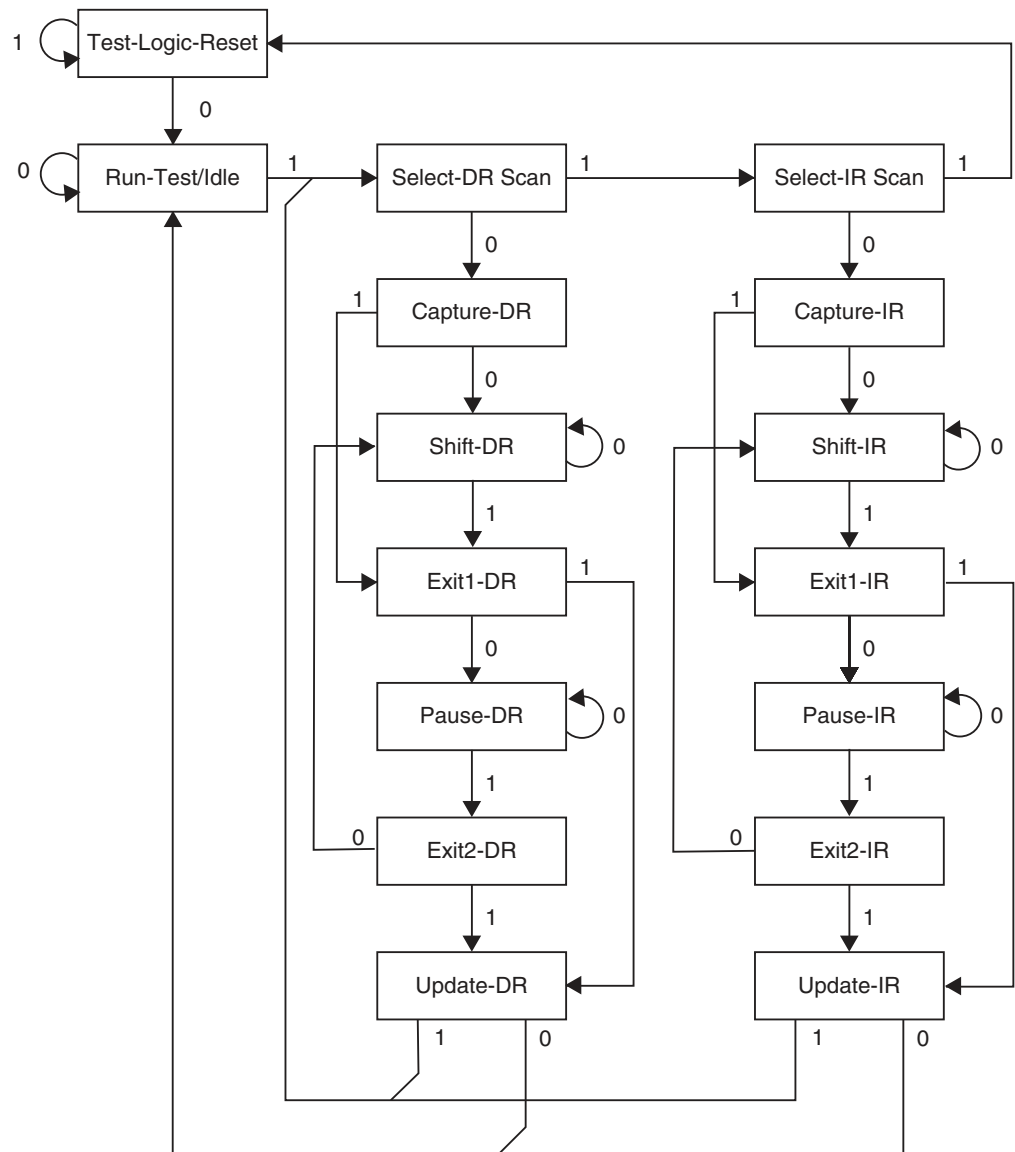 1
Test-Logic-Reset
0
0
Run-Test/Idle
1
Select-DR Scan
1
Select-IR Scan
1
0
0
1
Capture-DR
1
Capture-IR
0
0
Shift-DR
0
Shift-IR
0
1
1
Exit1-DR
1
Exit1-IR
1
0
0
Pause-DR
0
Pause-IR
0
1
1
0
Exit2-DR
0
Exit2-IR
1
1
Update-DR
Update-IR
1
0
1
0